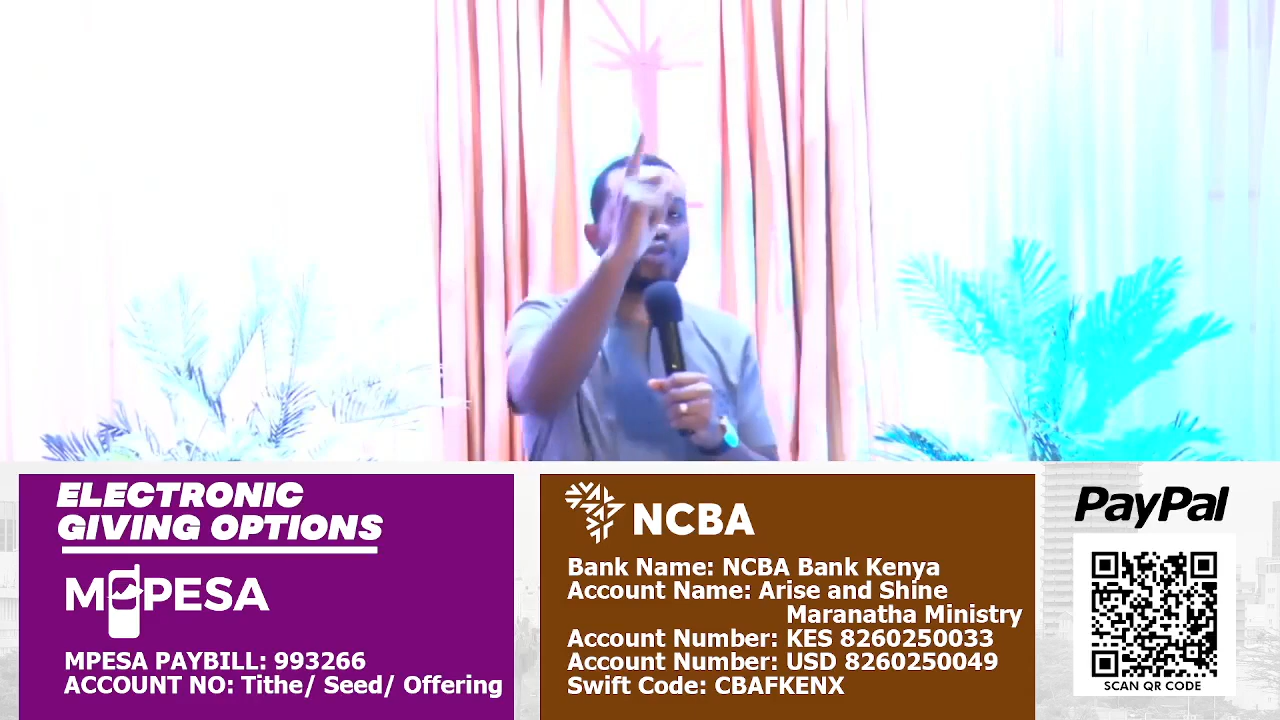 ELECTRONIC
GIVING OPTIONS
M-PESA
MPESA PAYBILL: 993266
ACCOUNT NO: Tithe/ Seed/ Offering
NCBA
Bank Name: NCBA Bank Kenya
Account Name: Arise and Shine
Maranatha Ministry
Account Number: KES 8260250033
Account Number: USD 8260250049
Swift Code: CBAFKENX
PayPal
SCAN QR CODE